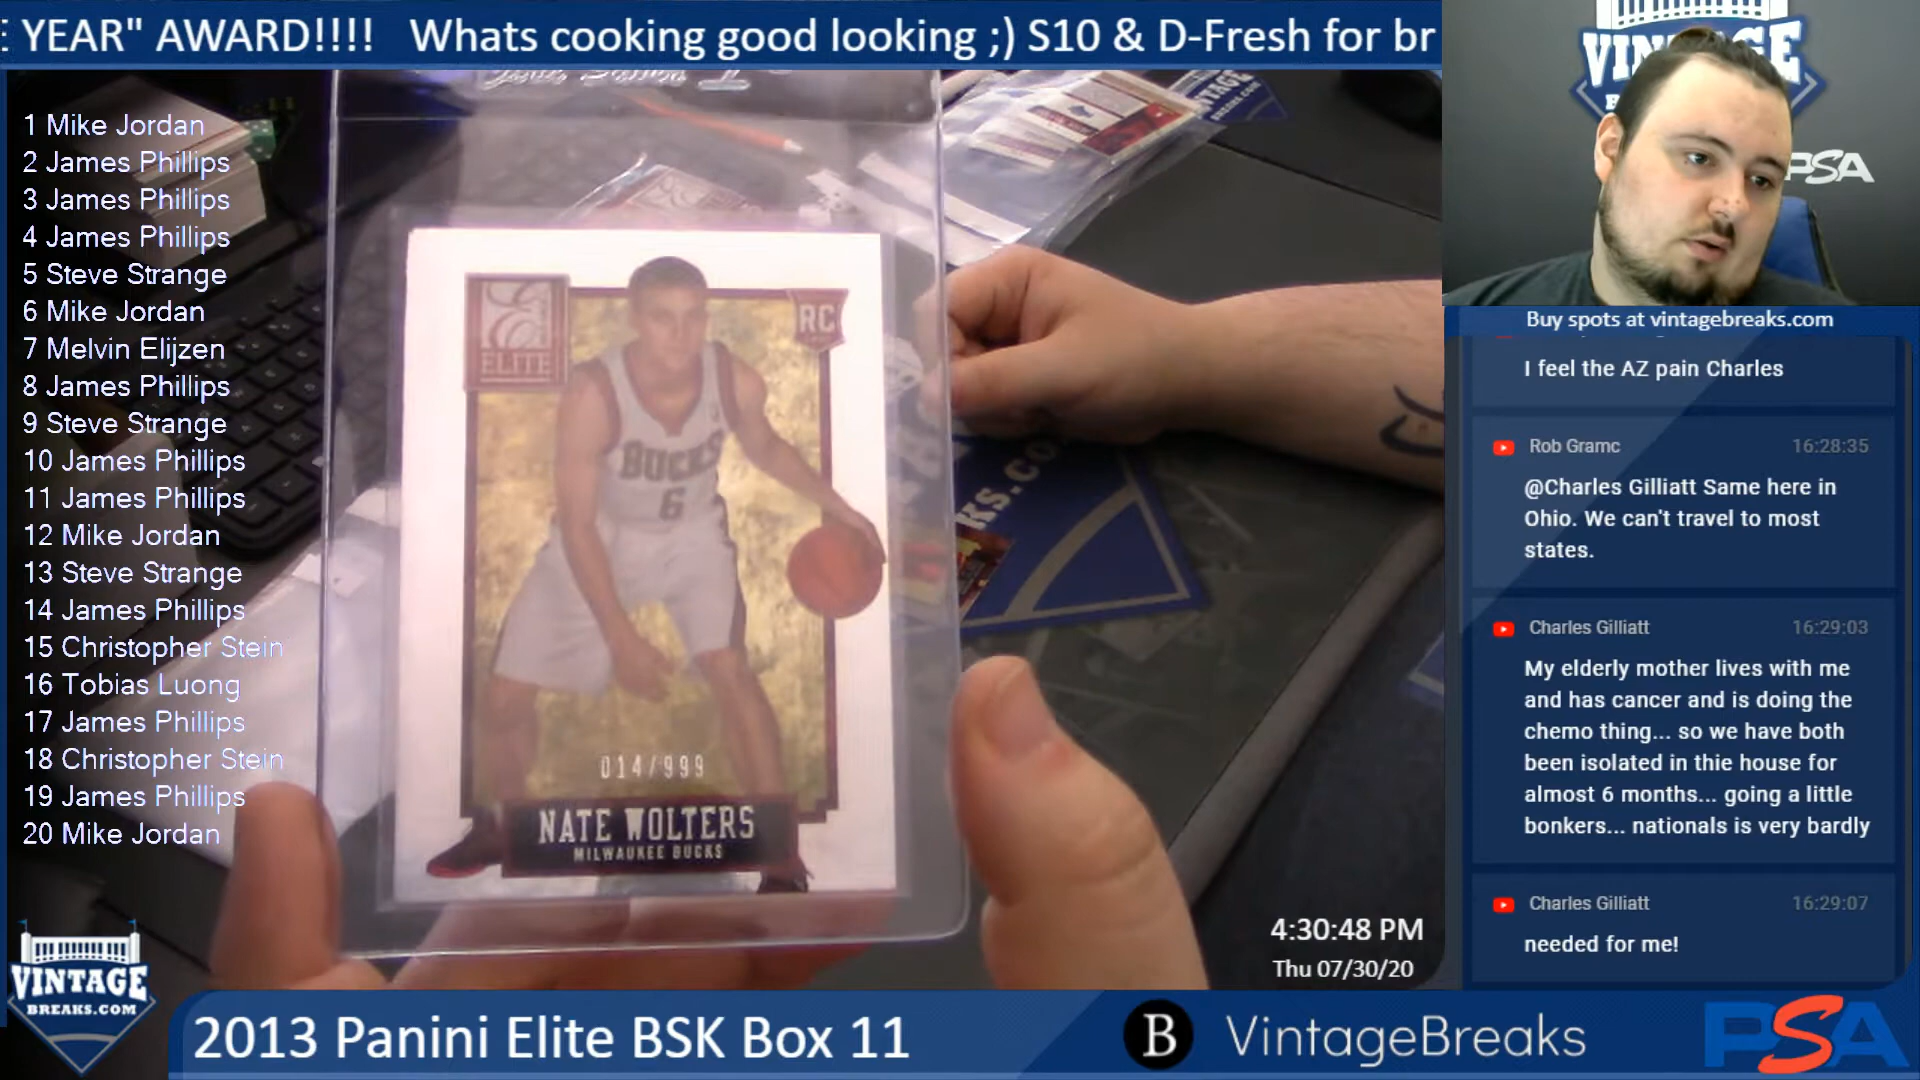 YEAR" AWARD!!!! Whats cooking good looking ;) S10 & D-Fresh for br
VINTAGE
PSA
1 Mike Jordan
2 James Phillips
3 James Phillips
4 James Phillips
5 Steve Strange
6 Mike Jordan
7 Melvin Elijzen
8 James Phillips
9 Steve Strange
10 James Phillips
11 James Phillips
12 Mike Jordan
13 Steve Strange
14 James Phillips
15 Christopher Stein
16 Tobias Luong
17 James Phillips
18 Christopher Stein
19 James Phillips
20 Mike Jordan
ELITE
RC
BUCKS
6
014/999
NATE WOLTERS
MILWAUKEE BUCKS
KS.CO
Buy spots at vintagebreaks.com
I feel the AZ pain Charles
Rob Gramc 16:28:35
@Charles Gilliatt Same here in
Ohio. We can't travel to most
states.
Charles Gilliatt 16:29:03
My elderly mother lives with me
and has cancer and is doing the
chemo thing... so we have both
been isolated in thie house for
almost 6 months... going a little
bonkers... nationals is very bardly
Charles Gilliatt 16:29:07
needed for me!
4:30:48 PM
Thu 07/30/20
VINTAGE
BREAKS.COM
2013 Panini Elite BSK Box 11
B VintageBreaks
PSA